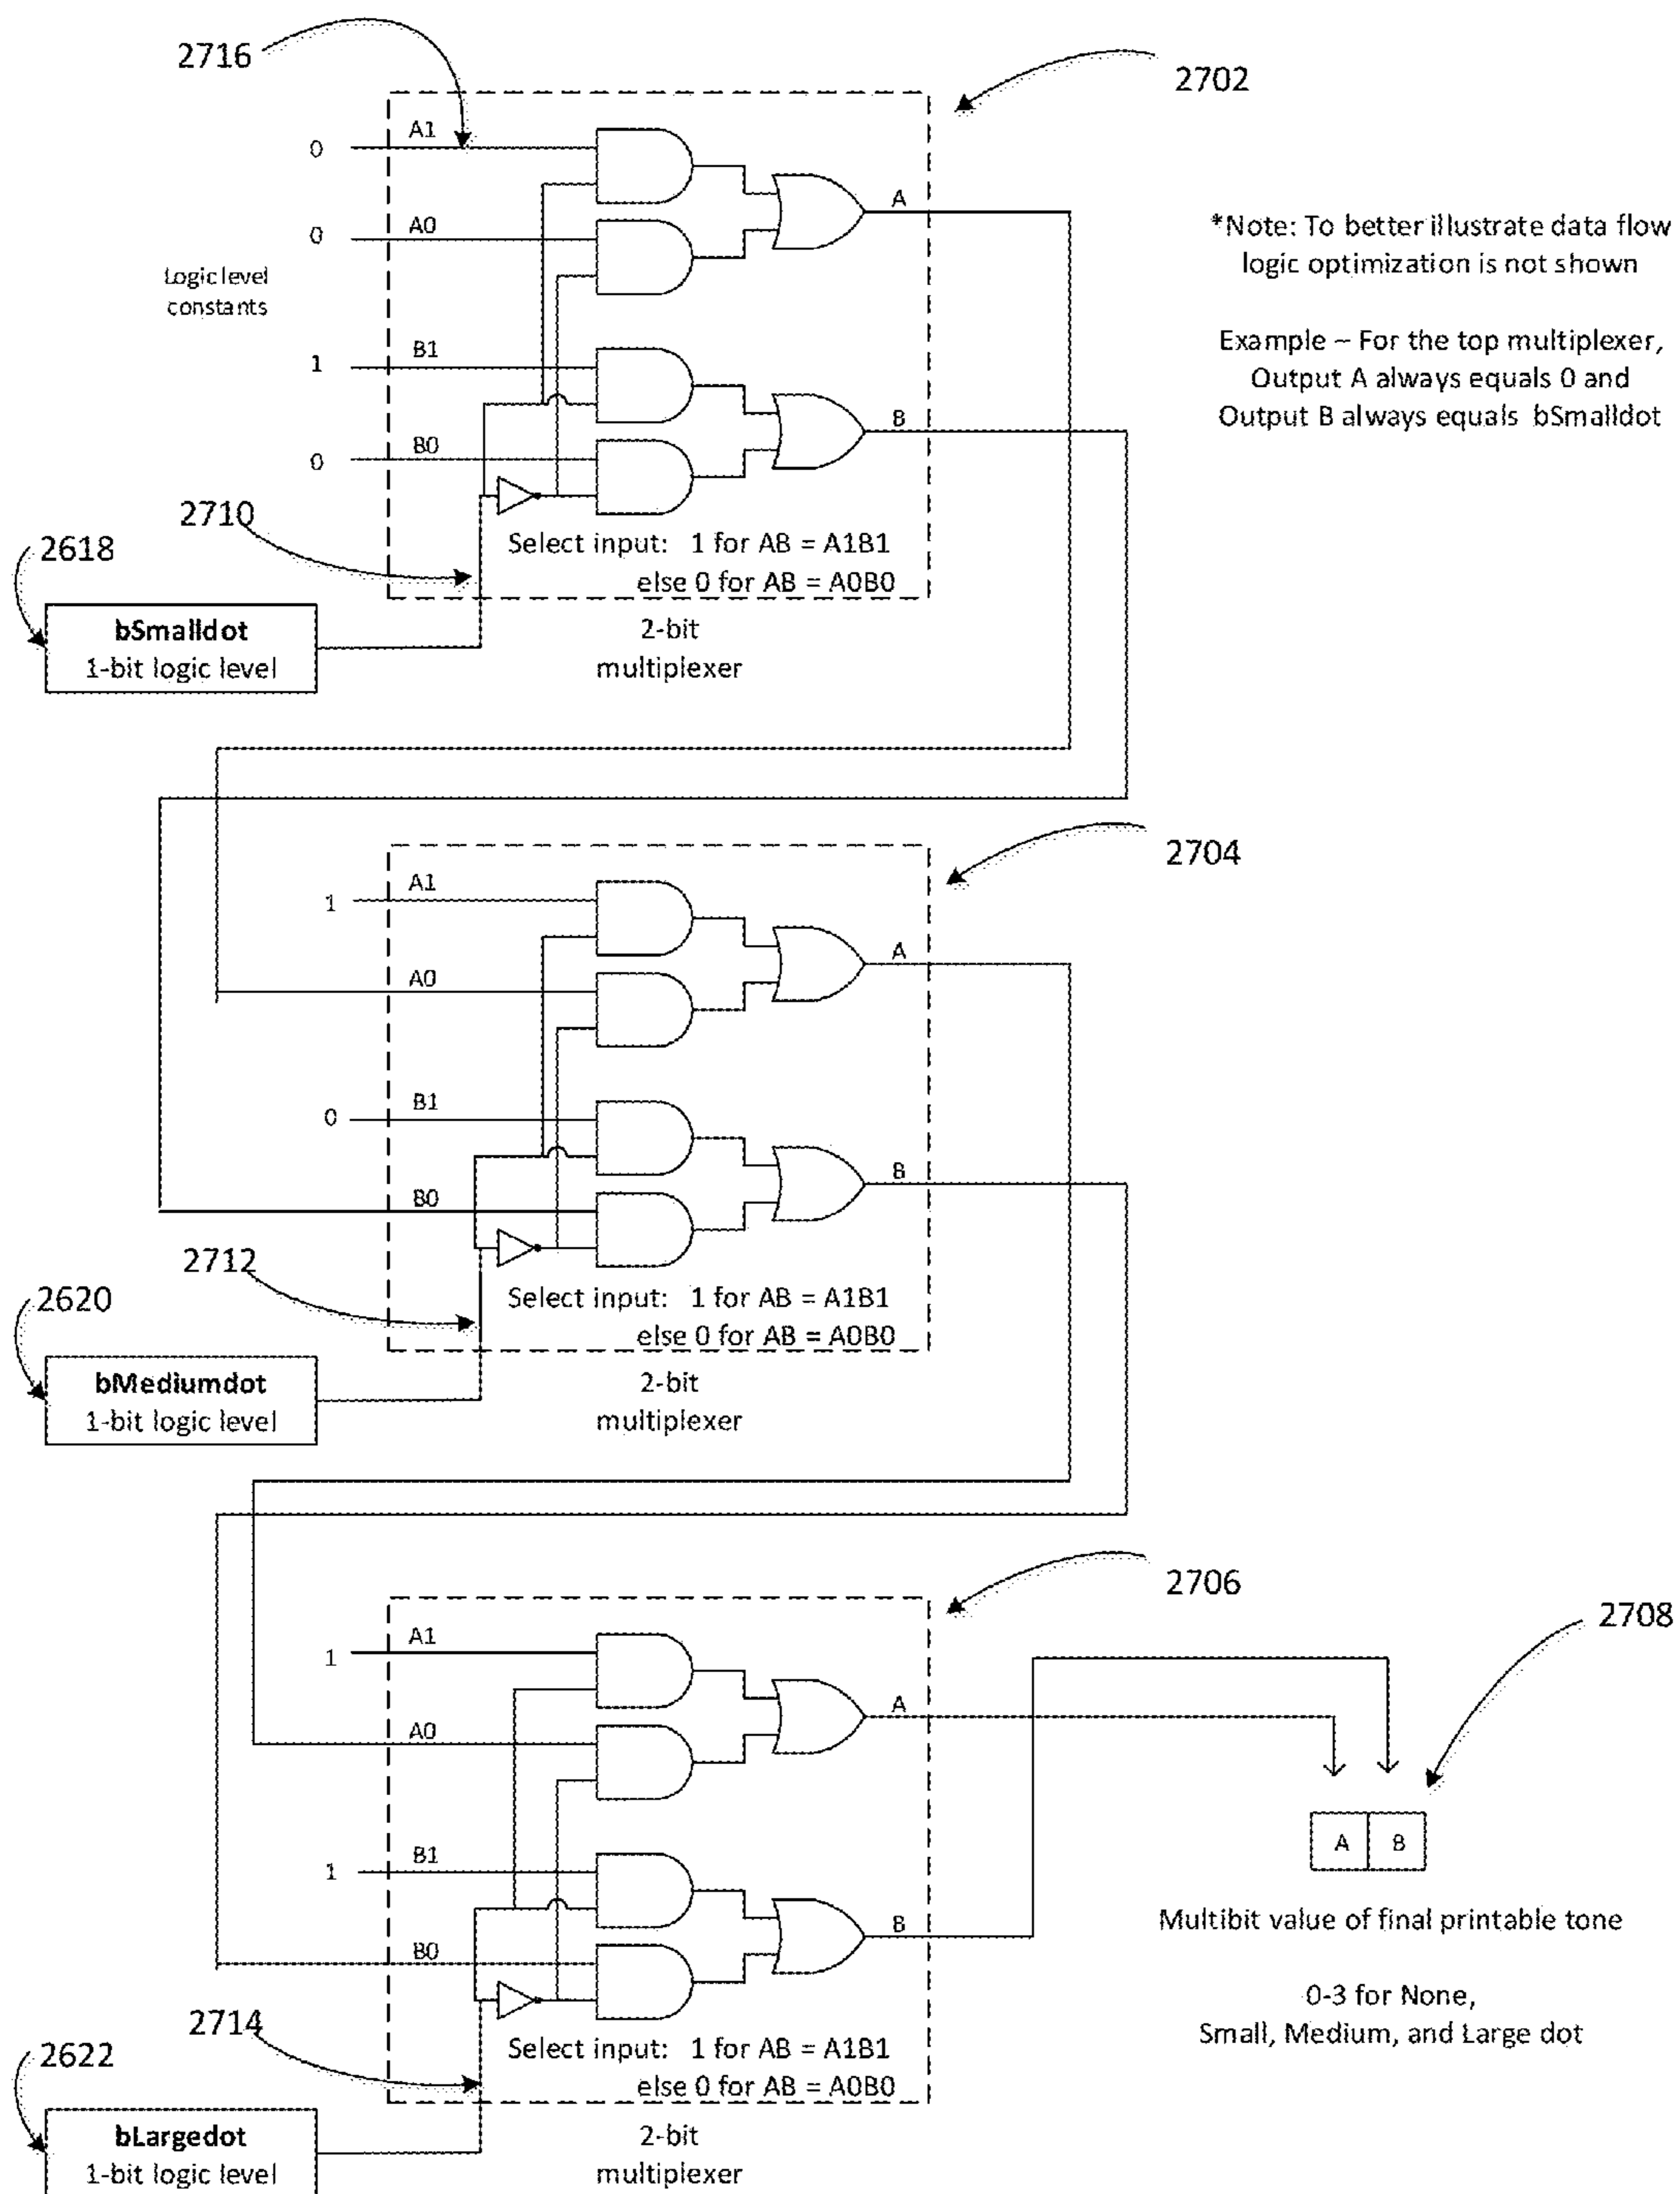 2716
2702
A1
0
A
A0
0
*Note: To better illustrate data flow
logic optimization is not shown
Logic level
constants
Example – For the top multiplexer,
Output A always equals 0 and
Output B always equals bSmalldot
B1
1
B
B0
0
2710
Select input: 1 for AB = A1B1
else 0 for AB = A0B0
2618
bSmalldot
1-bit logic level
2-bit
multiplexer
2704
A1
1
A
A0
B1
0
B
B0
2712
Select input: 1 for AB = A1B1
else 0 for AB = A0B0
2620
bMediumdot
1-bit logic level
2-bit
multiplexer
2706
2708
A1
1
A
A0
A B
B1
1
B
Multibit value of final printable tone
B0
0-3 for None,
Small, Medium, and Large dot
2714
Select input: 1 for AB = A1B1
else 0 for AB = A0B0
2622
bLargedot
1-bit logic level
2-bit
multiplexer